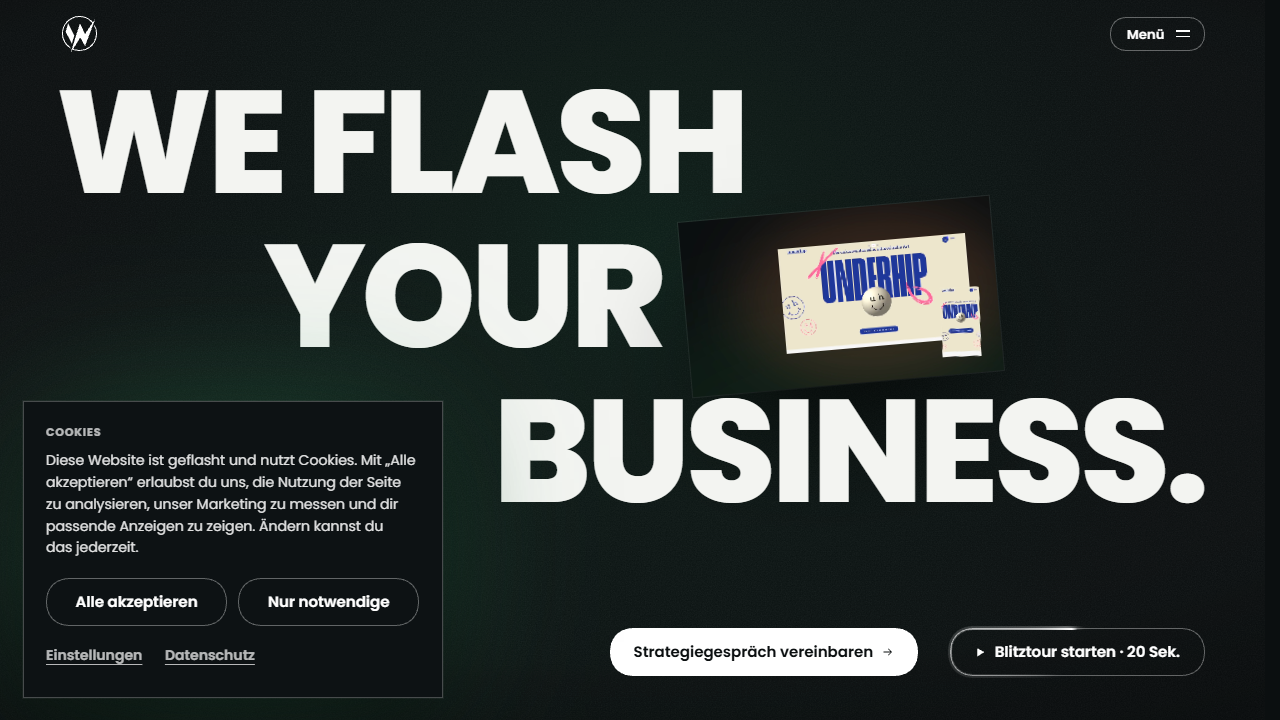 Menü
WE FLASH
YOUR
UNDERHIP
BUSINESS.
COOKIES
Diese Website ist geflasht und nutzt Cookies. Mit „Alle
akzeptieren“ erlaubst du uns, die Nutzung der Seite
zu analysieren, unser Marketing zu messen und dir
passende Anzeigen zu zeigen. Ändern kannst du
das jederzeit.
Alle akzeptieren
Nur notwendige
Einstellungen
Datenschutz
Strategiegespräch vereinbaren →
Blitztour starten · 20 Sek.